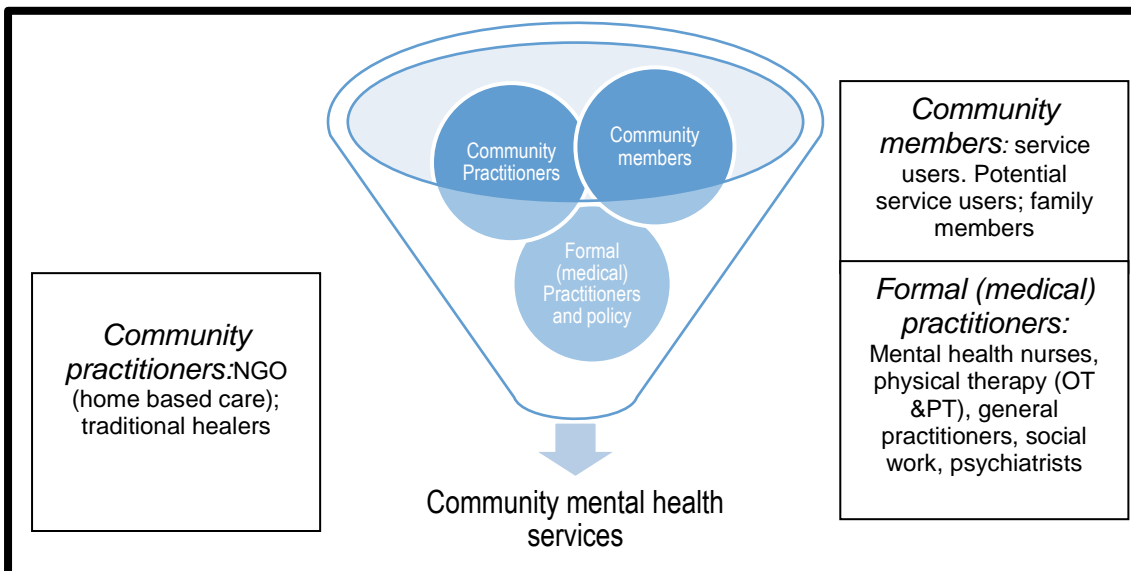 Community
Practitioners
Community
members
Formal
(medical)
Practitioners
and policy
Community mental health
services
Community
practitioners:NGO
(home based care);
traditional healers
Community
members: service
users. Potential
service users; family
members
Formal (medical)
practitioners:
Mental health nurses,
physical therapy (OT
&PT), general
practitioners, social
work, psychiatrists